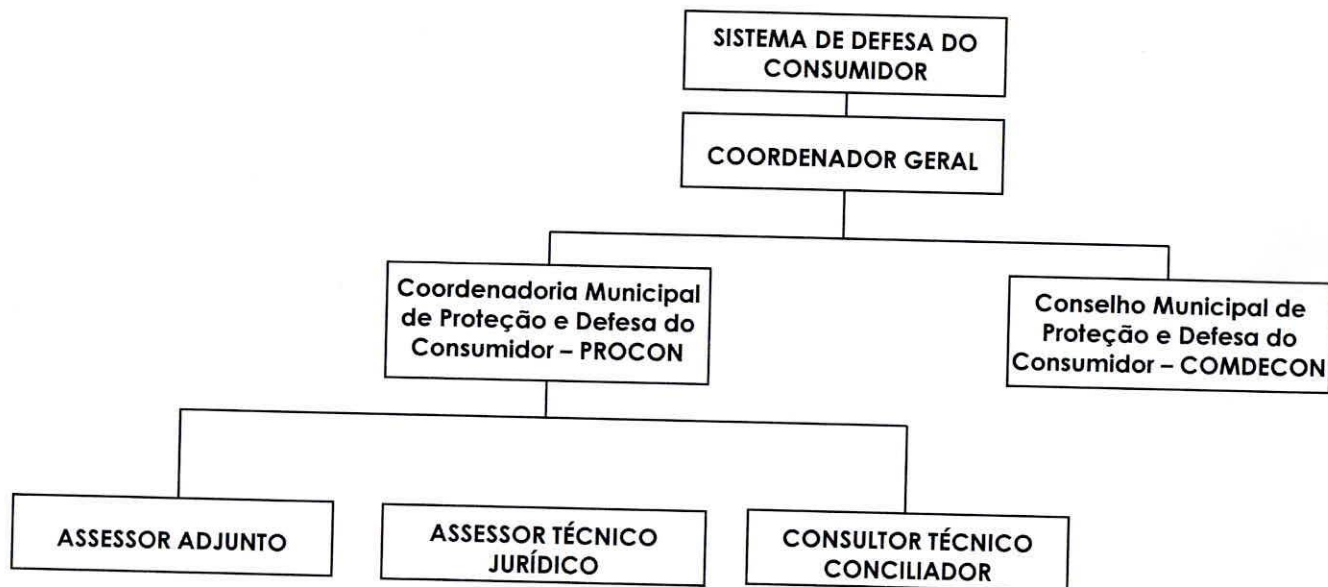 SISTEMA DE DEFESA DO
CONSUMIDOR
COORDENADOR GERAL
Coordenadoria Municipal
de Proteção e Defesa do
Consumidor – PROCON
Conselho Municipal de
Proteção e Defesa do
Consumidor – COMDECON
ASSESSOR ADJUNTO
ASSESSOR TÉCNICO
JURÍDICO
CONSULTOR TÉCNICO
CONCILIADOR